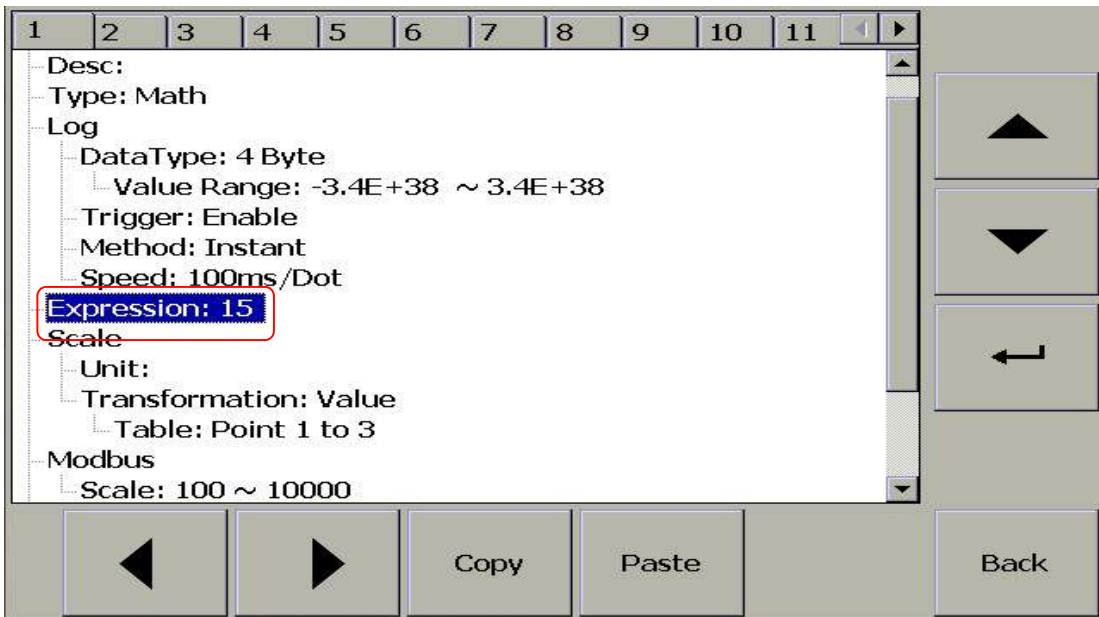 1 2 3 4 5 6 7 8 9 10 11
Desc:
Type: Math
Log
DataType: 4 Byte
Value Range: -3.4E+38 ~ 3.4E+38
Trigger: Enable
Method: Instant
Speed: 100ms/Dot
Expression: 15
Scale
Unit:
Transformation: Value
Table: Point 1 to 3
Modbus
Scale: 100 ~ 10000
Copy Paste Back